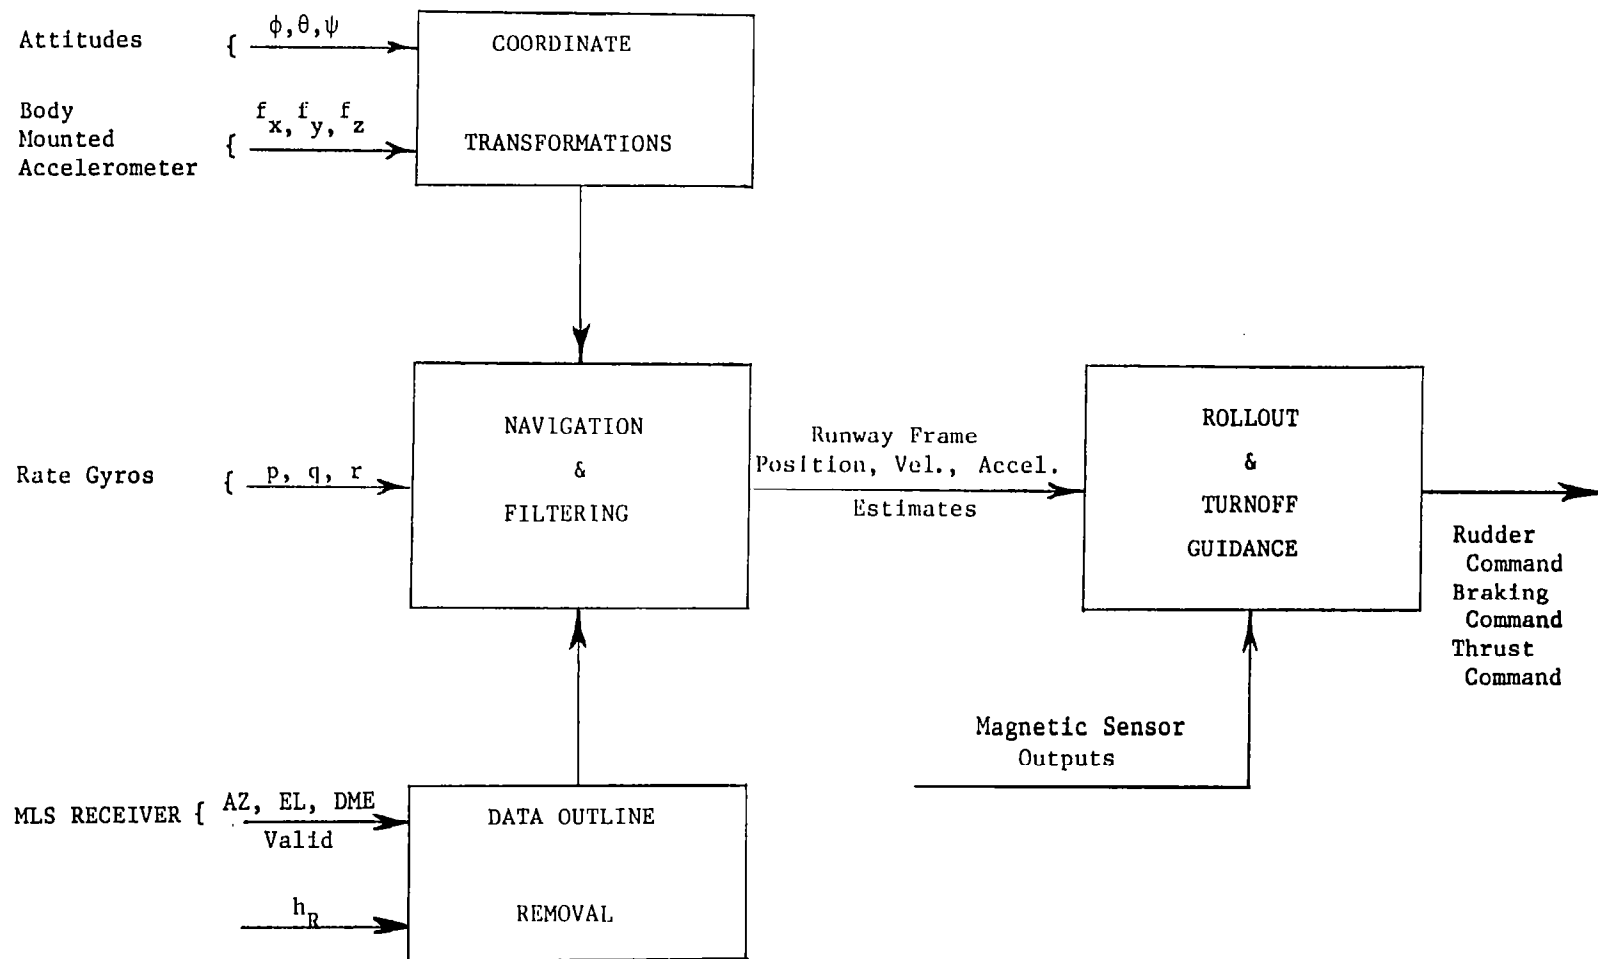 Attitudes { ϕ,θ,ψ
COORDINATE
TRANSFORMATIONS
Body
Mounted
Accelerometer { f_x, f_y, f_z
NAVIGATION
&
FILTERING
Rate Gyros { p, q, r
Runway Frame
Position, Vel., Accel.
Estimates
ROLLOUT
&
TURNOFF
GUIDANCE
Rudder
Command
Braking
Command
Thrust
Command
Magnetic Sensor
Outputs
MLS RECEIVER { AZ, EL, DME
Valid
h_R
DATA OUTLINE
REMOVAL